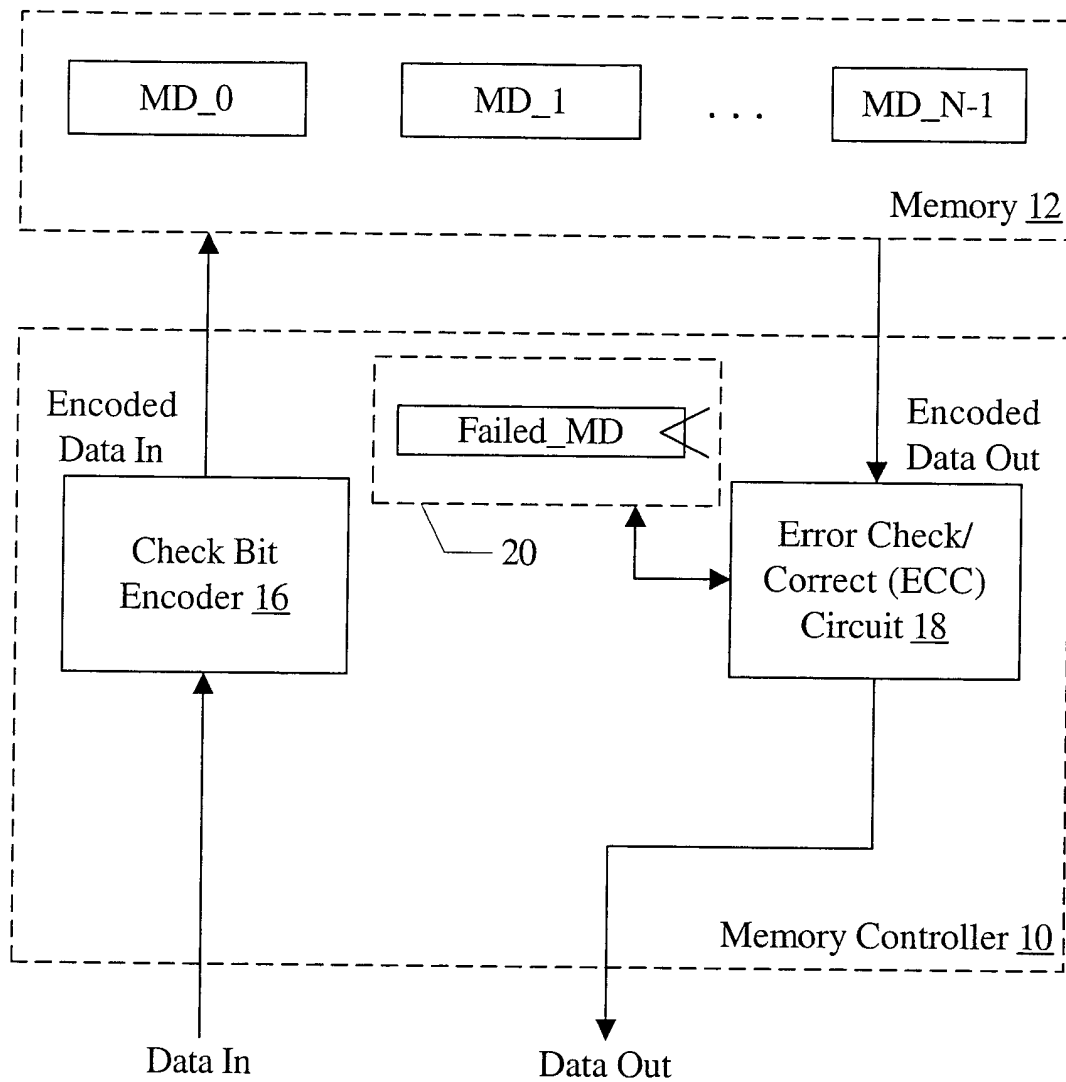 MD_0
MD_1
. . .
MD_N-1
Memory 12
Encoded
Data In
Failed_MD
Encoded
Data Out
20
Check Bit
Encoder 16
Error Check/
Correct (ECC)
Circuit 18
Memory Controller 10
Data In
Data Out